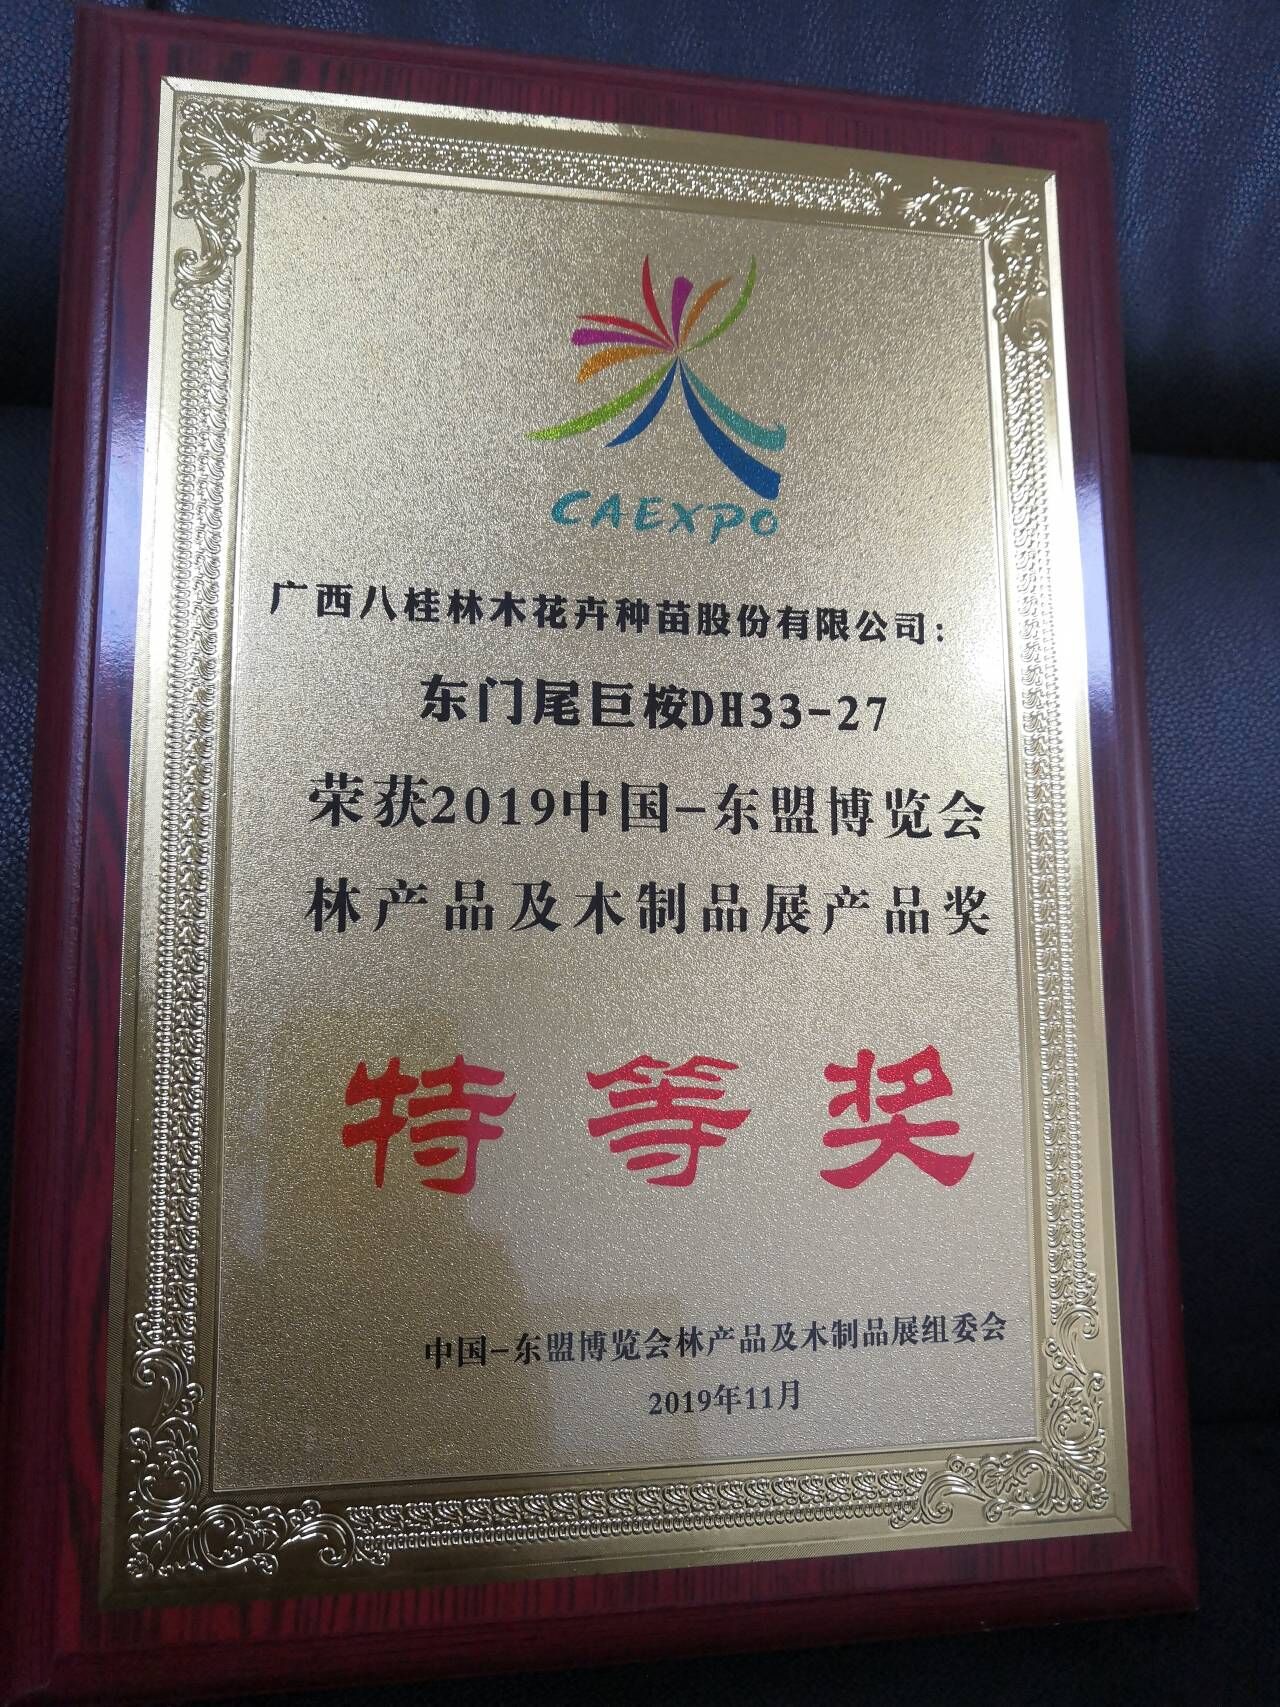 CAEXPO
广西八桂林木花卉种苗股份有限公司：
东门尾巨桉DH33-27
荣获2019中国-东盟博览会
林产品及木制品展产品奖
特等奖
中国-东盟博览会林产品及木制品展组委会
2019年11月